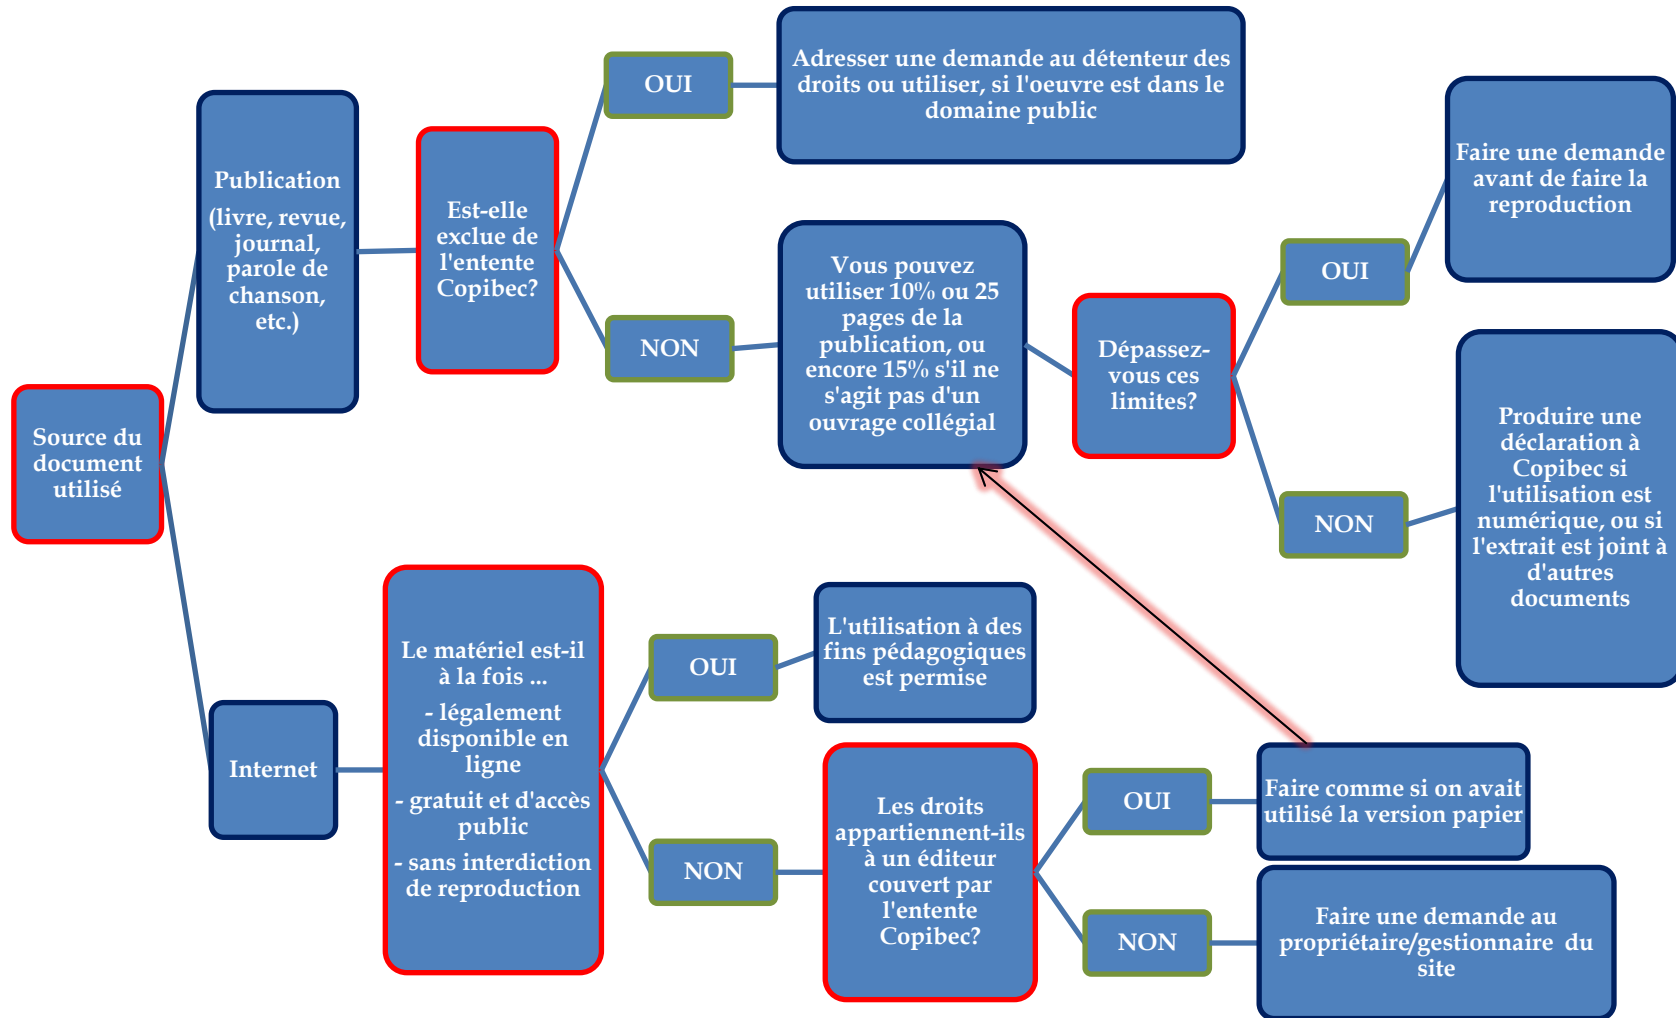 Source du
document
utilisé
Publication
(livre, revue,
journal,
parole de
chanson,
etc.)
Est-elle
exclue de
l'entente
Copibec?
OUI
Adresser une demande au détenteur des
droits ou utiliser, si l'oeuvre est dans le
domaine public
NON
Vous pouvez
utiliser 10% ou 25
pages de la
publication, ou
encore 15% s'il ne
s'agit pas d'un
ouvrage collégial
Dépassez-
vous ces
limites?
OUI
Faire une demande
avant de faire la
reproduction
NON
Produire une
déclaration à
Copibec si
l'utilisation est
numérique, ou si
l'extrait est joint à
d'autres
documents
Internet
Le matériel est-il
à la fois ...
- légalement
disponible en
ligne
- gratuit et d'accès
public
- sans interdiction
de reproduction
OUI
L'utilisation à des
fins pédagogiques
est permise
NON
Les droits
appartiennent-ils
à un éditeur
couvert par
l'entente
Copibec?
OUI
Faire comme si on avait
utilisé la version papier
NON
Faire une demande au
propriétaire/gestionnaire du
site